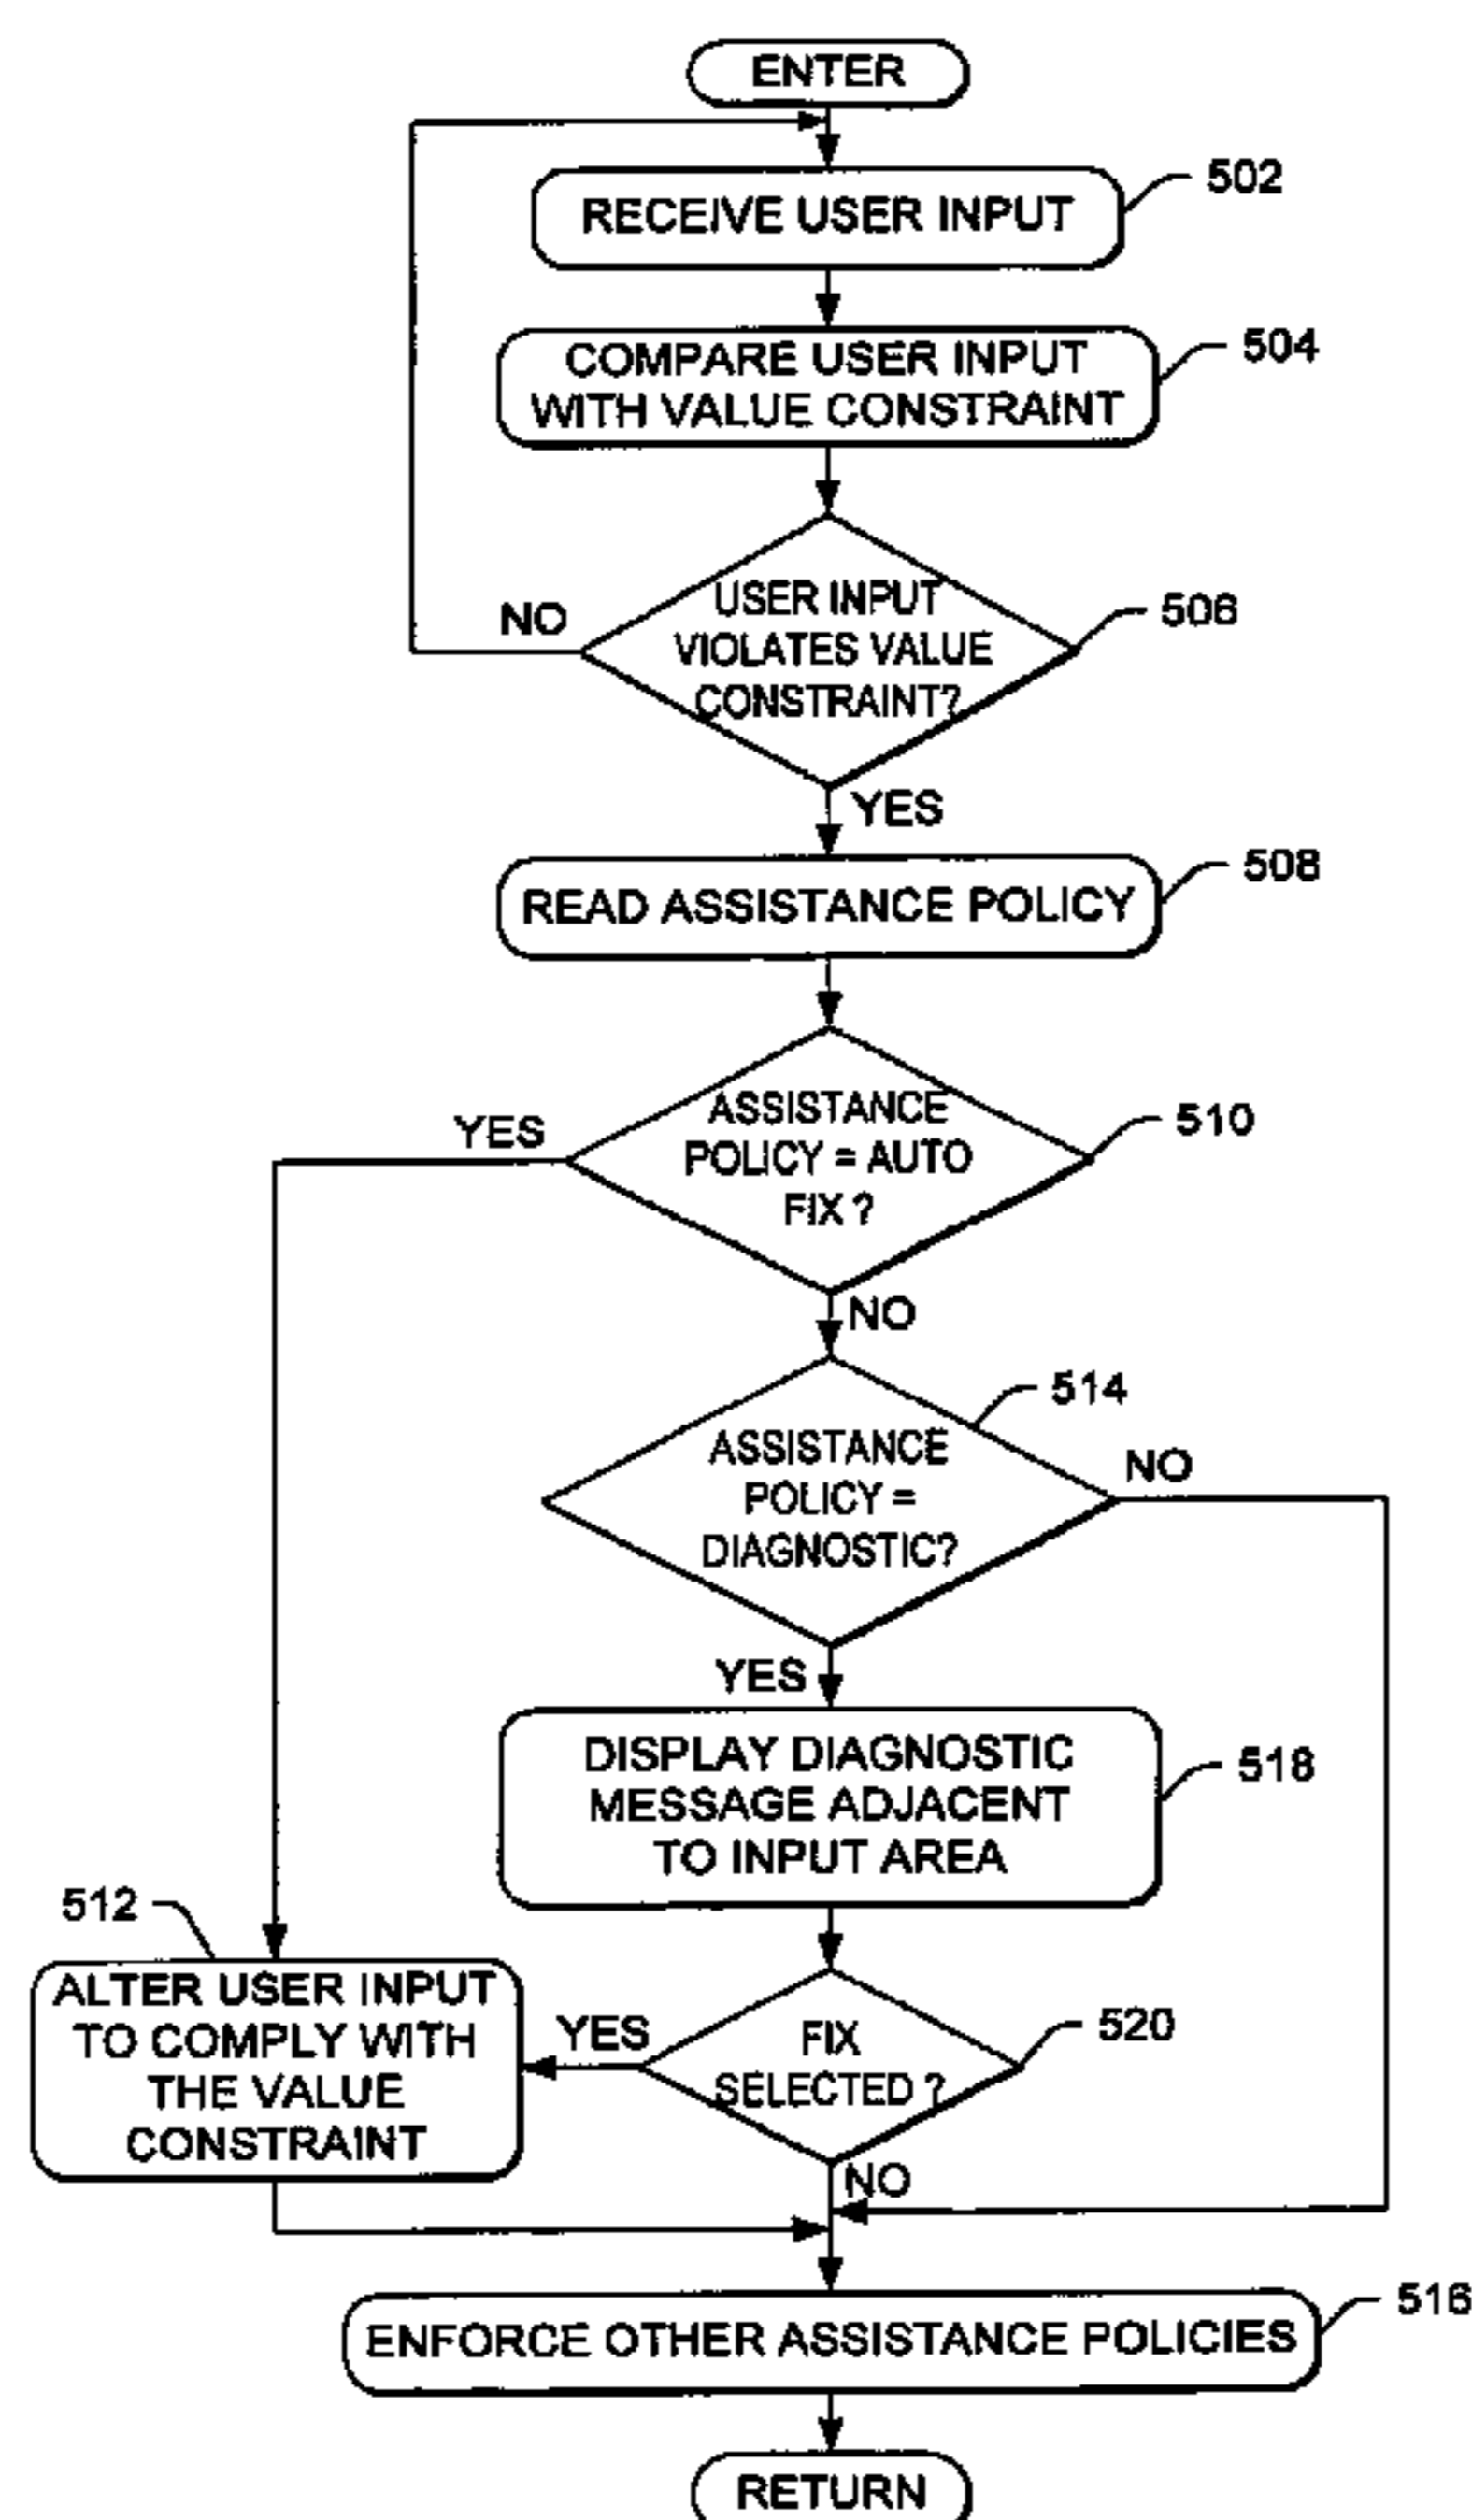 ENTER
RECEIVE USER INPUT
502
COMPARE USER INPUT
WITH VALUE CONSTRAINT
504
USER INPUT
VIOLATES VALUE
CONSTRAINT?
506
NO
YES
READ ASSISTANCE POLICY
508
ASSISTANCE
POLICY = AUTO
FIX ?
510
YES
NO
ASSISTANCE
POLICY =
DIAGNOSTIC?
514
NO
YES
DISPLAY DIAGNOSTIC
MESSAGE ADJACENT
TO INPUT AREA
518
512
ALTER USER INPUT
TO COMPLY WITH
THE VALUE
CONSTRAINT
YES
FIX
SELECTED ?
520
NO
ENFORCE OTHER ASSISTANCE POLICIES
516
RETURN